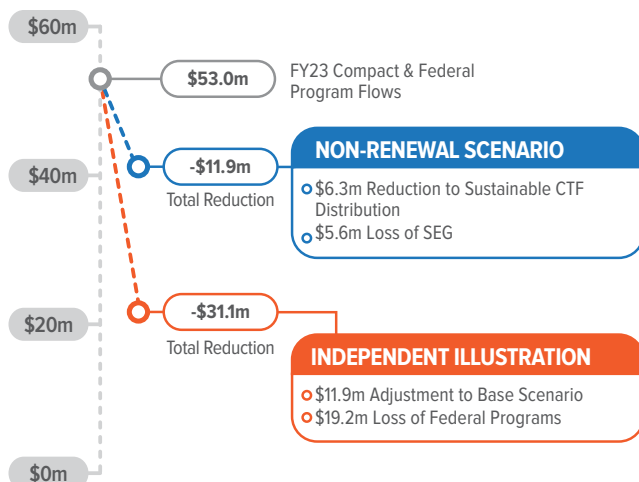 $60m
$53.0m
FY23 Compact & Federal
Program Flows
-$11.9m
Total Reduction
NON-RENEWAL SCENARIO
$6.3m Reduction to Sustainable CTF
Distribution
$5.6m Loss of SEG
$40m
-$31.1m
Total Reduction
$20m
INDEPENDENT ILLUSTRATION
$11.9m Adjustment to Base Scenario
$19.2m Loss of Federal Programs
$0m